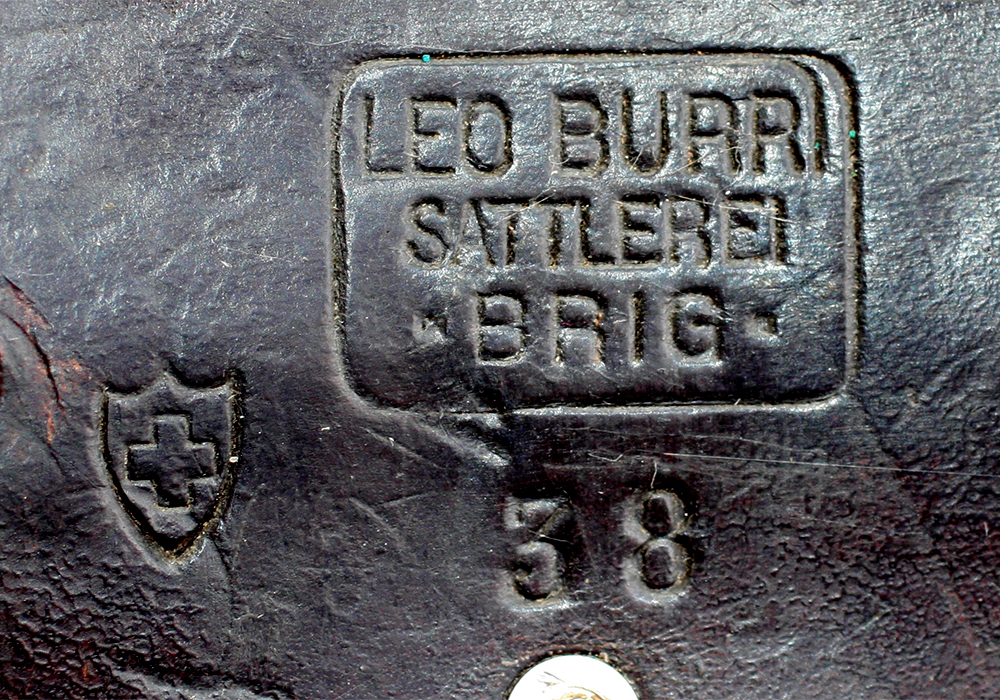 LEO BURRI
SATTLEREI
· BRIG ·
38